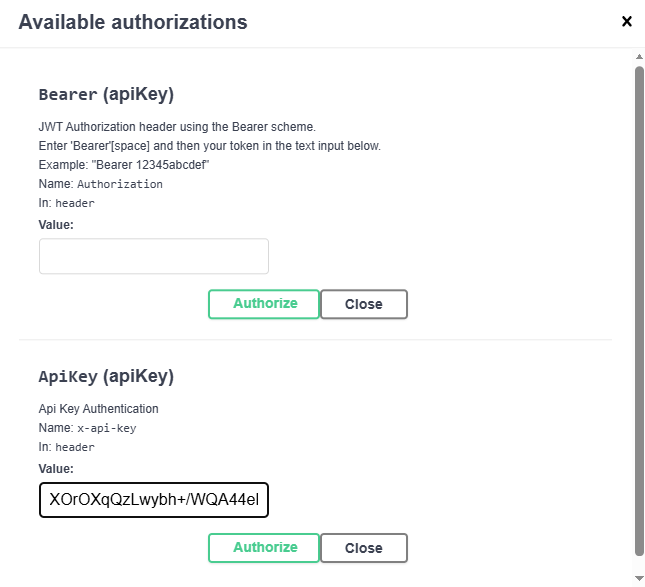 Available authorizations
Bearer (apiKey)
JWT Authorization header using the Bearer scheme.
Enter 'Bearer'[space] and then your token in the text input below.
Example: "Bearer 12345abcdef"
Name: Authorization
In: header
Value:
Authorize Close
ApiKey (apiKey)
Api Key Authentication
Name: x-api-key
In: header
Value:
Authorize Close